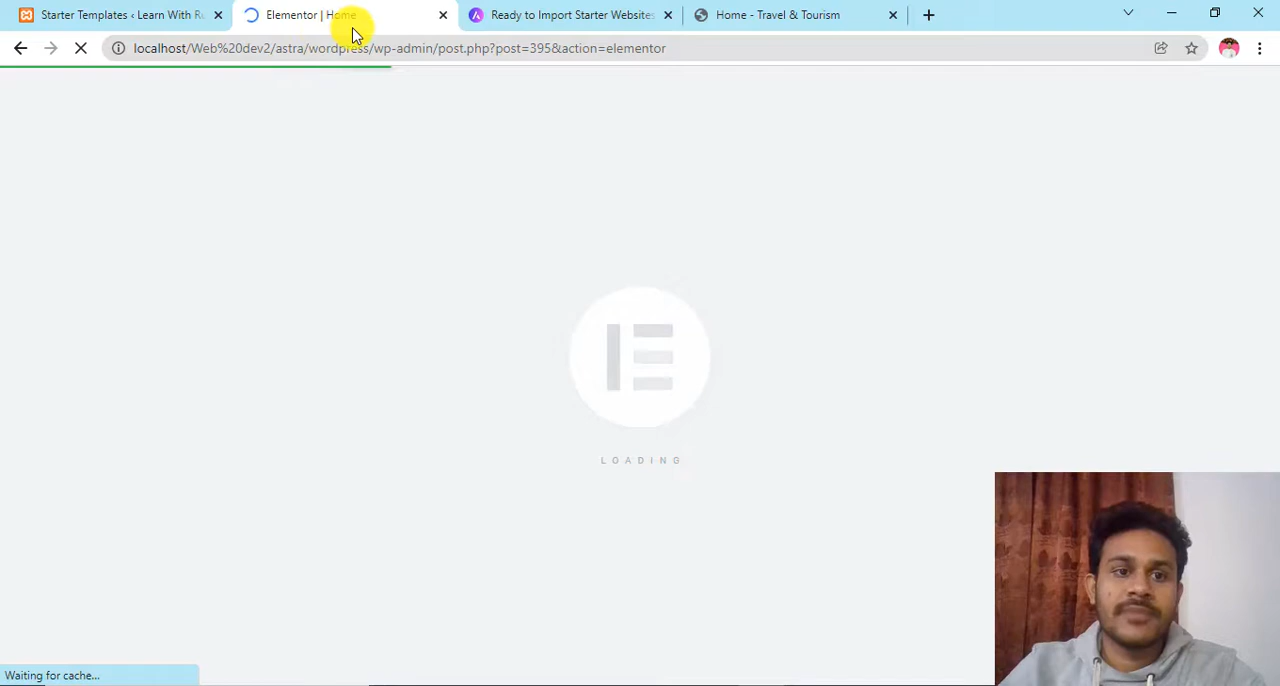 Starter Templates ‹ Learn With Ru
Elementor | Home
Ready to Import Starter Websites
Home - Travel & Tourism
localhost/Web%20dev2/astra/wordpress/wp-admin/post.php?post=395&action=elementor
LOADING
Waiting for cache...